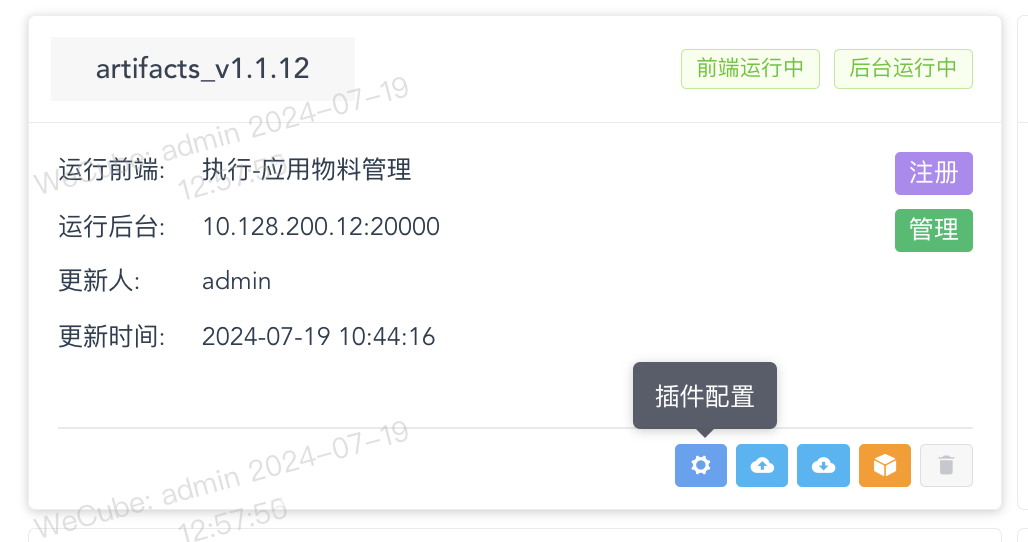 artifacts_v1.1.12
前端运行中
后台运行中
WeCube: admin 2024-07-19
12:57:56
运行前端: 执行-应用物料管理
注册
运行后台: 10.128.200.12:20000
管理
更新人: admin
更新时间: 2024-07-19 10:44:16
插件配置
WeCube: admin 2024-07-19
12:57:56